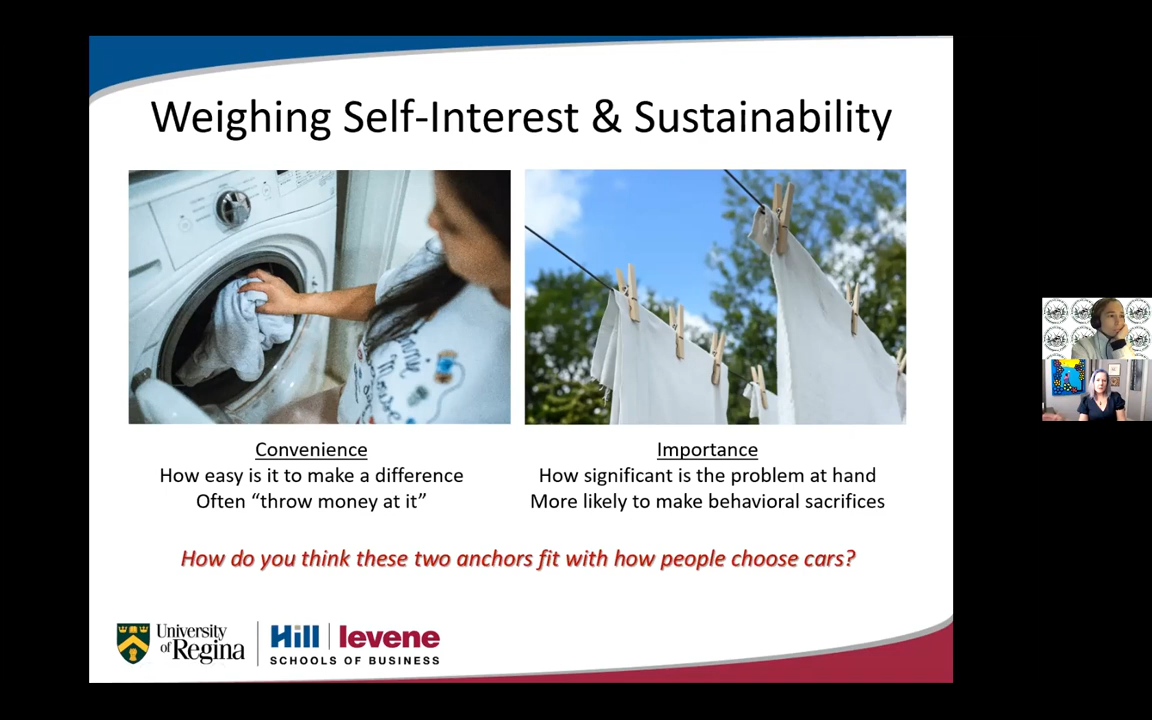 Weighing Self-Interest & Sustainability
Convenience
How easy is it to make a difference
Often “throw money at it”
Importance
How significant is the problem at hand
More likely to make behavioral sacrifices
How do you think these two anchors fit with how people choose cars?
University
of Regina
Hill levene
SCHOOLS OF BUSINESS